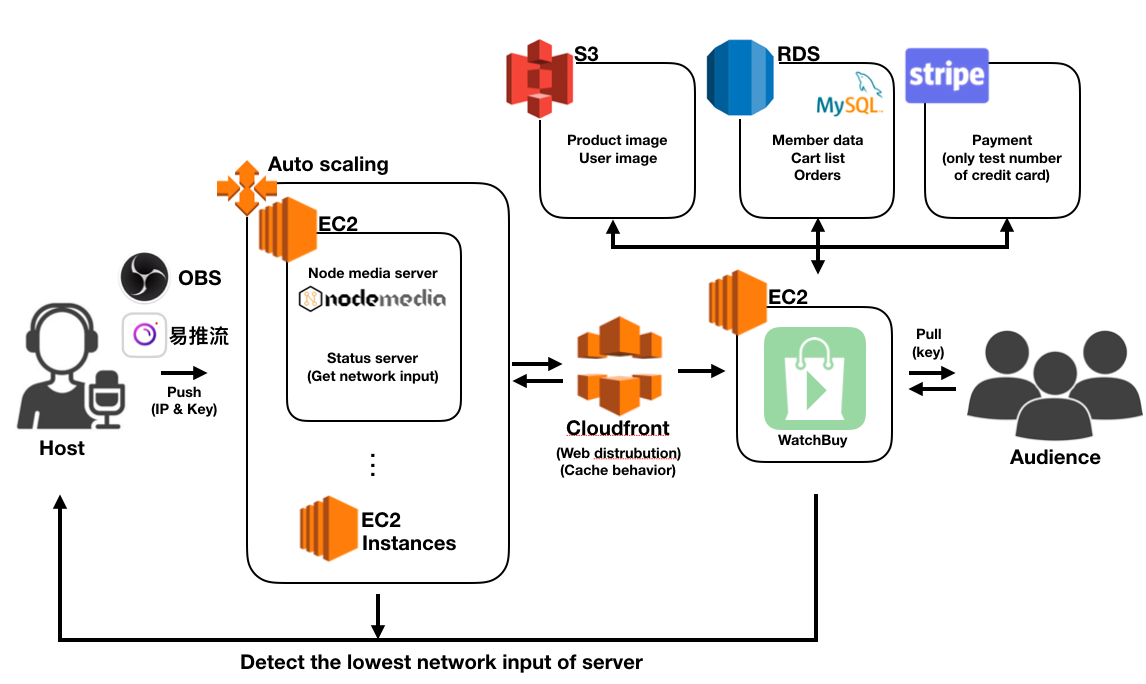 S3
Product image
User image
RDS
MySQL
Member data
Cart list
Orders
stripe
Payment
(only test number
of credit card)
Auto scaling
EC2
Node media server
nodemedia
Status server
(Get network input)
⋮
EC2
Instances
OBS
易推流
Push
(IP & Key)
Host
Cloudfront
(Web distrubution)
(Cache behavior)
EC2
WatchBuy
Pull
(key)
Audience
Detect the lowest network input of server